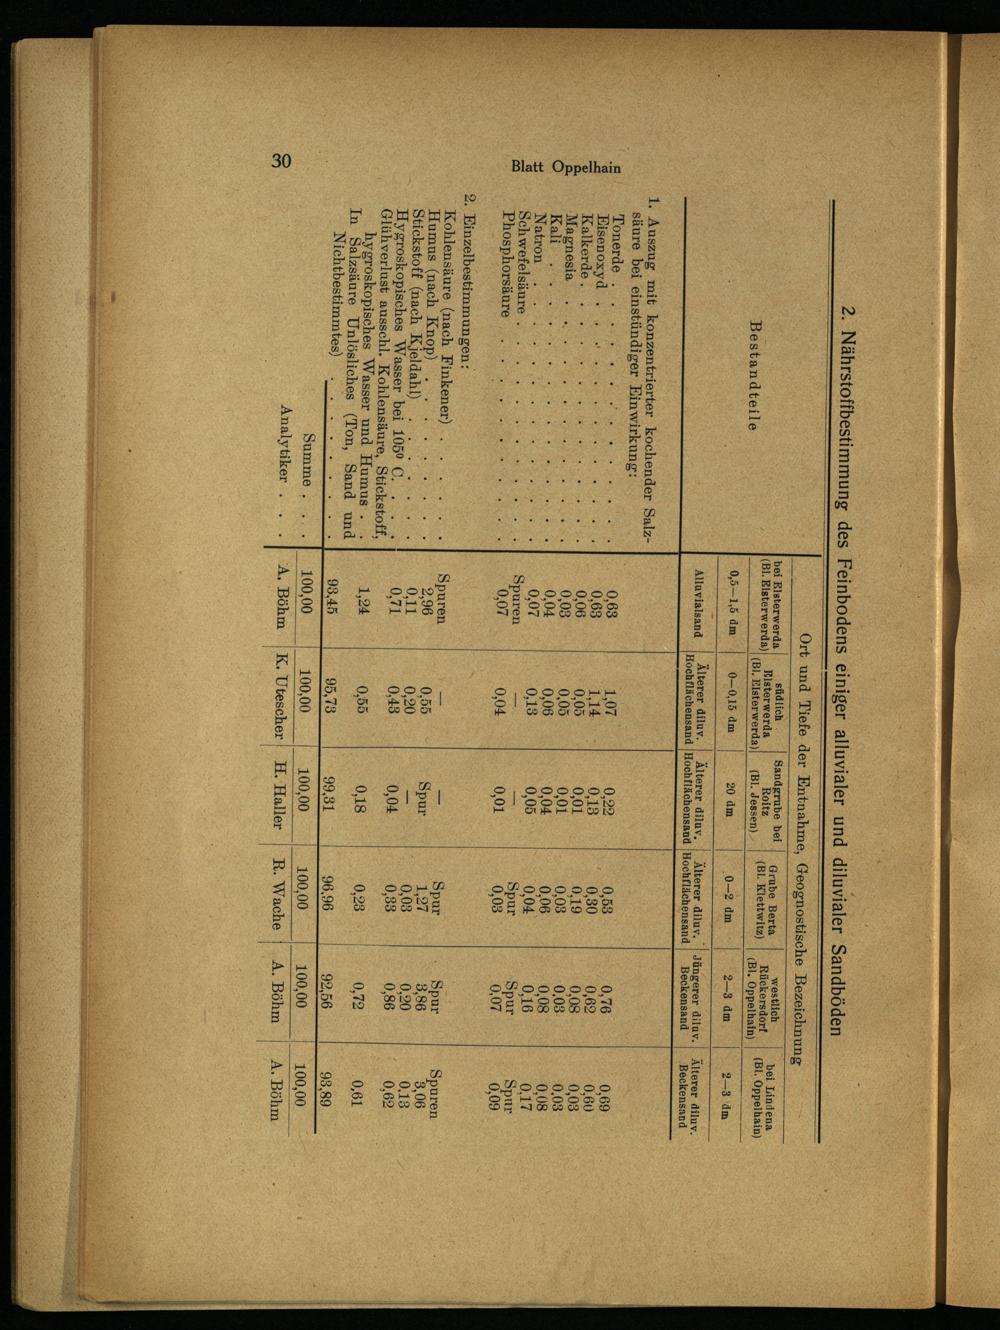 30
Blatt Oppelhain
2. Nährstoffbestimmung des Feinbodens einiger alluvialer und diluvialer Sandböden
Bestandteile
Ort und Tiefe der Entnahme, Geognostische Bezeichnung
bei Elsterwerda (Bl. Elsterwerda) | südlich Elsterwerda (Bl. Elsterwerda) | Sandgrube bei Roitz (Bl. Jessen) | Grube Berta (Bl. Klettwitz) | westlich Rückersdorf (Bl. Oppelhain) | bei Lindena (Bl. Oppelhain)
0,5—1,5 dm | 0—0,15 dm | 20 dm | 0—2 dm | 2—3 dm | 2—3 dm
Alluvialsand | Älterer diluv. Hochflächensand | Älterer diluv. Hochflächensand | Älterer diluv. Hochflächensand | Jüngerer diluv. Beckensand | Älterer diluv. Beckensand
1. Auszug mit konzentrierter kochender Salz-
säure bei einstündiger Einwirkung:
Tonerde . . . 0,63 | 1,07 | 0,22 | 0,53 | 0,76 | 0,69
Eisenoxyd . . . 0,63 | 1,14 | 0,13 | 0,30 | 0,62 | 0,60
Kalkerde . . . 0,06 | 0,05 | 0,01 | 0,19 | 0,08 | 0,03
Magnesia . . . 0,03 | 0,05 | 0,01 | 0,03 | 0,03 | 0,03
Kali . . . 0,04 | 0,06 | 0,04 | 0,06 | 0,08 | 0,08
Natron . . . 0,07 | 0,13 | 0,05 | 0,04 | 0,16 | 0,17
Schwefelsäure . . . Spuren | — | — | Spur | Spur | Spur
Phosphorsäure . . . 0,07 | 0,04 | 0,01 | 0,03 | 0,07 | 0,09
2. Einzelbestimmungen:
Kohlensäure (nach Finkener) . . . Spuren | — | — | Spur | Spur | Spuren
Humus (nach Knop) . . . 2,96 | 0,55 | Spur | 1,27 | 3,86 | 3,06
Stickstoff (nach Kjeldahl) . . . 0,11 | 0,20 | — | 0,03 | 0,20 | 0,13
Hygroskopisches Wasser bei 105° C. . . . 0,71 | 0,43 | 0,04 | 0,33 | 0,86 | 0,62
Glühverlust ausschl. Kohlensäure, Stickstoff,
hygroskopisches Wasser und Humus . . 1,24 | 0,55 | 0,18 | 0,23 | 0,72 | 0,61
In Salzsäure Unlösliches (Ton, Sand und
Nichtbestimmtes) . . . 93,45 | 95,73 | 99,31 | 96,96 | 92,56 | 93,89
Summe . . . 100,00 | 100,00 | 100,00 | 100,00 | 100,00 | 100,00
Analytiker . . . A. Böhm | K. Utescher | H. Haller | R. Wache | A. Böhm | A. Böhm